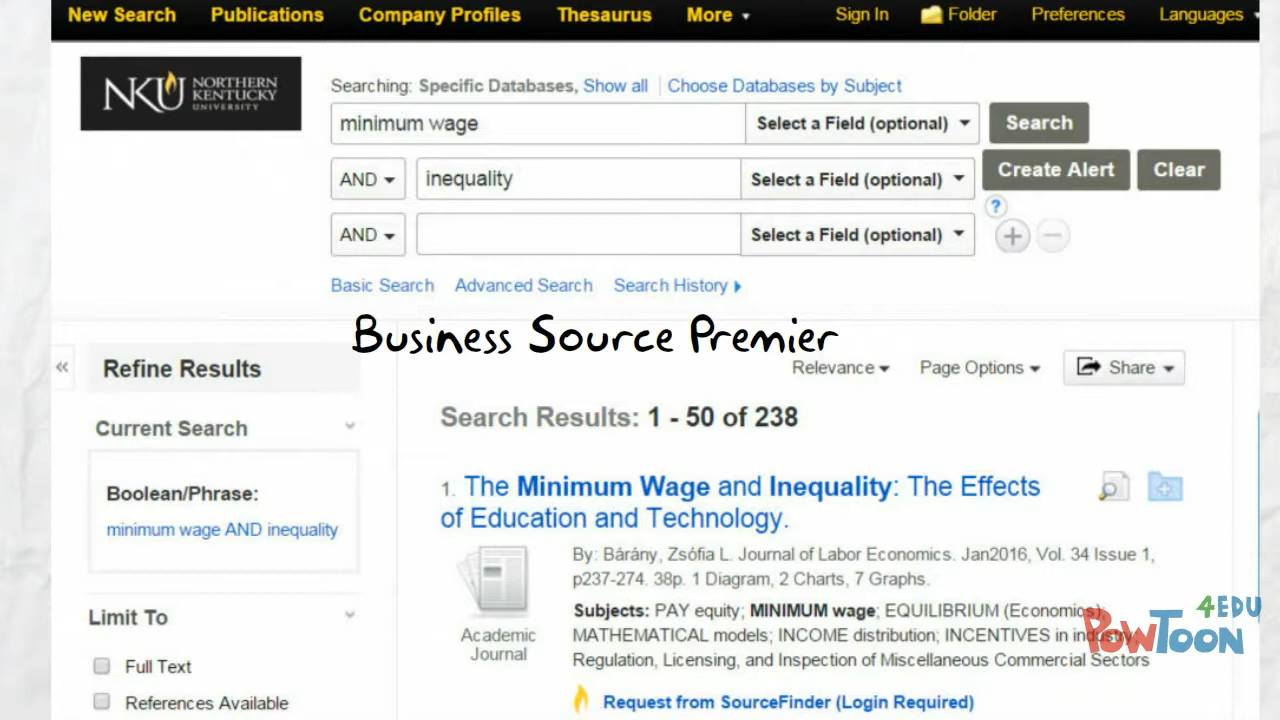 New Search Publications Company Profiles Thesaurus More Sign In Folder Preferences Languages
NKU NORTHERN
KENTUCKY
UNIVERSITY
Searching: Specific Databases, Show all Choose Databases by Subject
minimum wage Select a Field (optional) Search
AND inequality Select a Field (optional) Create Alert Clear
?
AND Select a Field (optional)
Basic Search Advanced Search Search History
Business Source Premier
« Refine Results
Relevance Page Options Share
Current Search
Search Results: 1 - 50 of 238
Boolean/Phrase:
minimum wage AND inequality
1. The Minimum Wage and Inequality: The Effects
of Education and Technology.
By: Bárány, Zsófia L. Journal of Labor Economics. Jan2016, Vol. 34 Issue 1,
p237-274. 38p. 1 Diagram, 2 Charts, 7 Graphs.
Subjects: PAY equity; MINIMUM wage; EQUILIBRIUM (Economics);
MATHEMATICAL models; INCOME distribution; INCENTIVES in industry;
Regulation, Licensing, and Inspection of Miscellaneous Commercial Sectors
Academic
Journal
Request from SourceFinder (Login Required)
Limit To
Full Text
References Available
4EDU
POWTOON